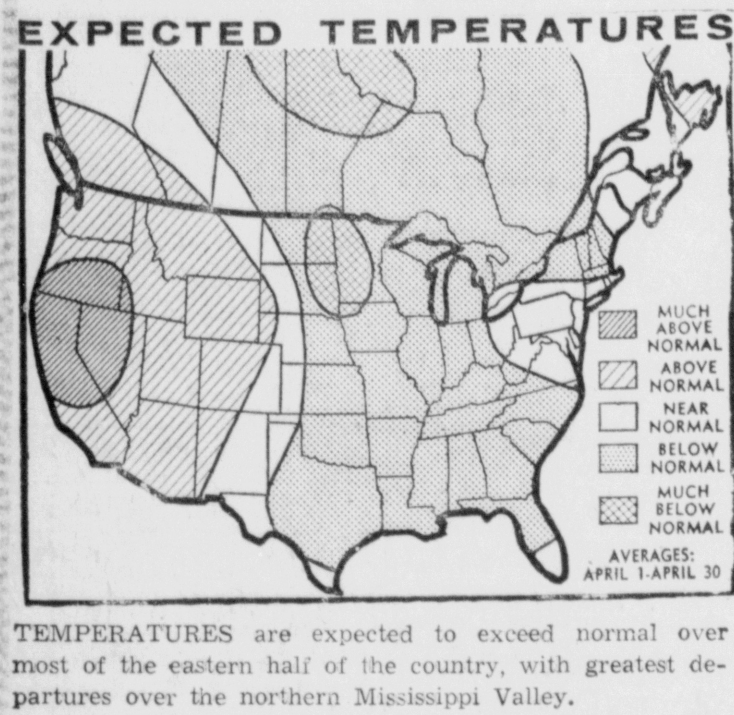 EXPECTED TEMPERATURES
MUCH
ABOVE
NORMAL
ABOVE
NORMAL
NEAR
NORMAL
BELOW
NORMAL
MUCH
BELOW
NORMAL
AVERAGES:
APRIL 1-APRIL 30
TEMPERATURES are expected to exceed normal over
most of the eastern half of the country, with greatest de-
partures over the northern Mississippi Valley.